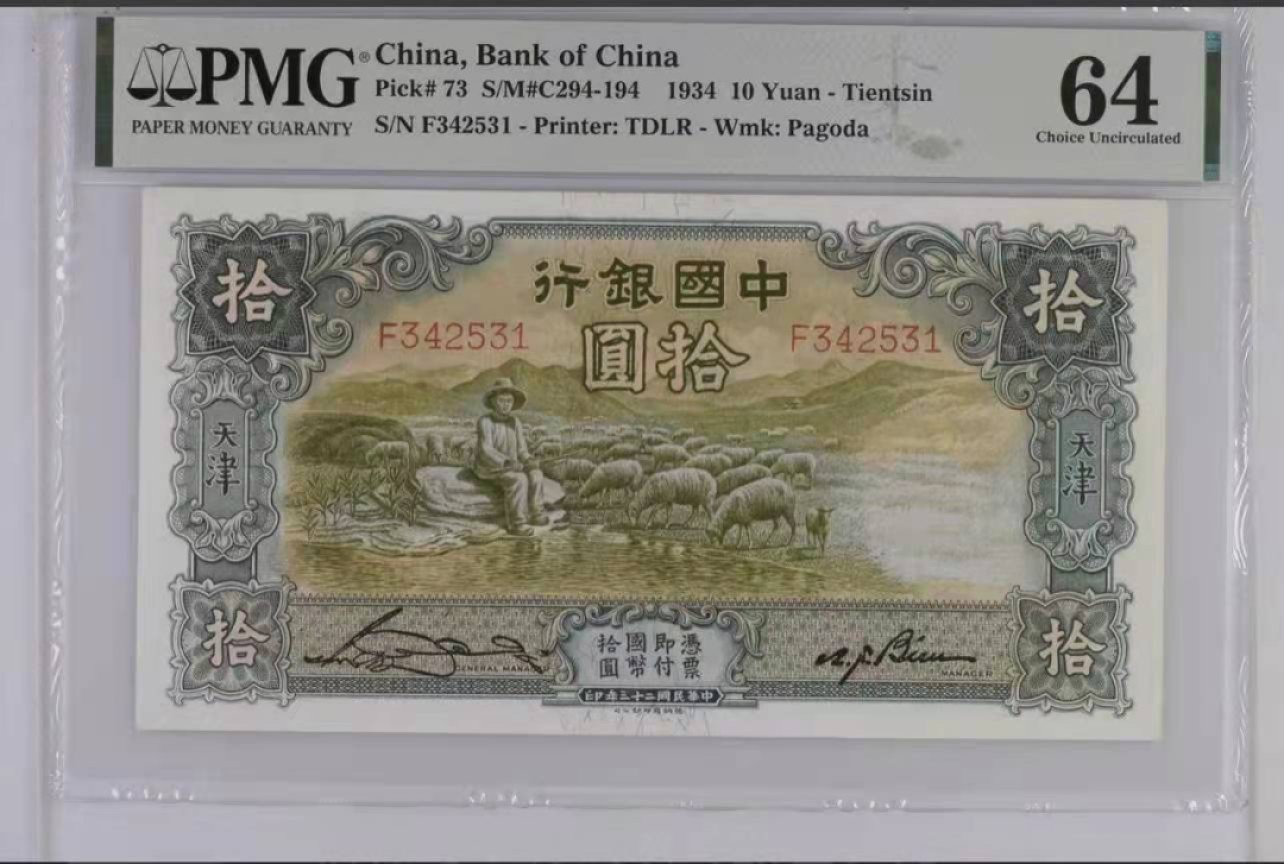 PMG® China, Bank of China
Pick# 73 S/M#C294-194 1934 10 Yuan - Tientsin
PAPER MONEY GUARANTY S/N F342531 - Printer: TDLR - Wmk: Pagoda
64
Choice Uncirculated
拾 行銀國中 拾
F342531 圓拾 F342531
天津
天津
拾
憑票
即付
國幣
拾圓
拾
GENERAL MANAGER
MANAGER
印年三十二國民華中